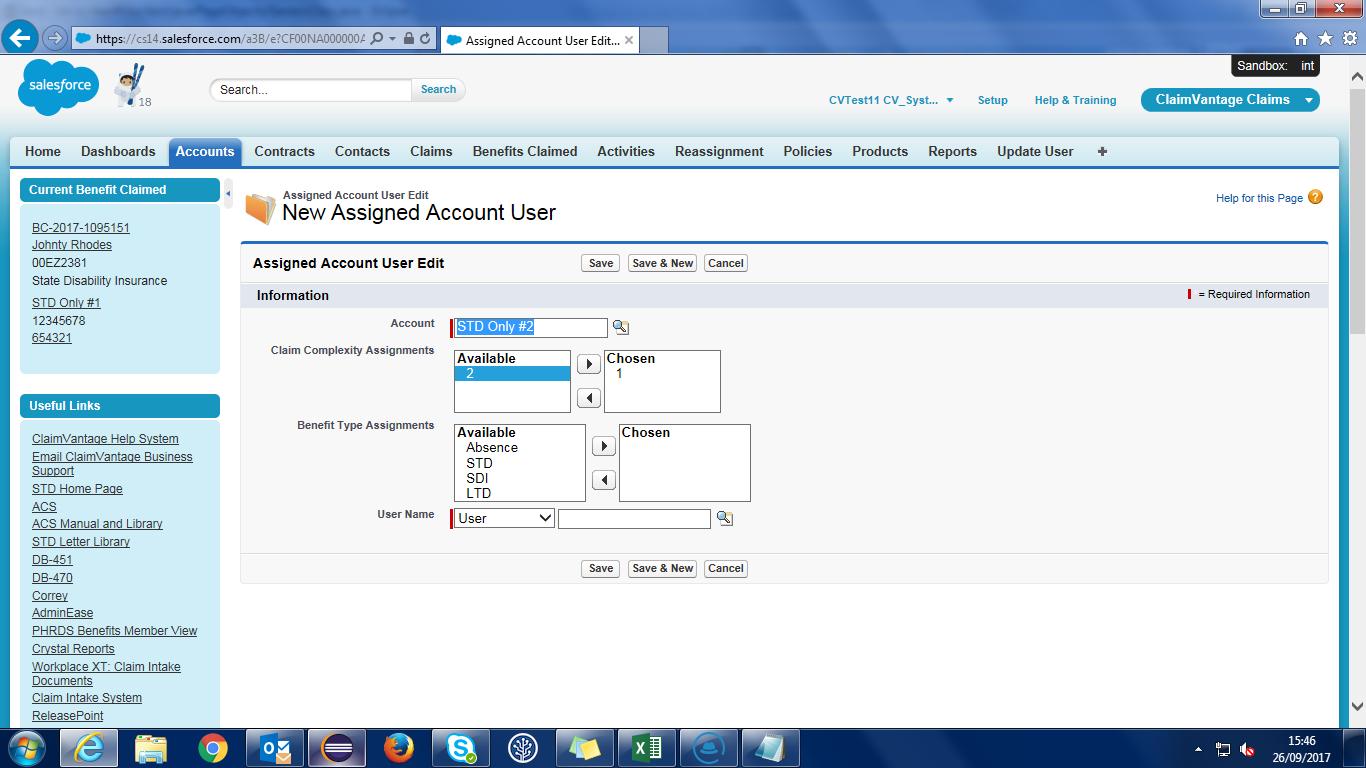 https://cs14.salesforce.com/a3B/e?CF00NA000000A
Assigned Account User Edit...
Sandbox: int
salesforce
18
Search...
Search
CVTest11 CV_Syst...
Setup
Help & Training
ClaimVantage Claims
Home Dashboards Accounts Contracts Contacts Claims Benefits Claimed Activities Reassignment Policies Products Reports Update User +
Current Benefit Claimed
BC-2017-1095151
Johnty Rhodes
00EZ2381
State Disability Insurance
STD Only #1
12345678
654321
Useful Links
ClaimVantage Help System
Email ClaimVantage Business
Support
STD Home Page
ACS
ACS Manual and Library
STD Letter Library
DB-451
DB-470
Correy
AdminEase
PHRDS Benefits Member View
Crystal Reports
Workplace XT: Claim Intake
Documents
Claim Intake System
ReleasePoint
Assigned Account User Edit
New Assigned Account User
Help for this Page ?
Assigned Account User Edit
Save Save & New Cancel
Information
= Required Information
Account STD Only #2
Claim Complexity Assignments
Available Chosen
2 1
Benefit Type Assignments
Available Chosen
Absence
STD
SDI
LTD
User Name User
Save Save & New Cancel
15:46
26/09/2017